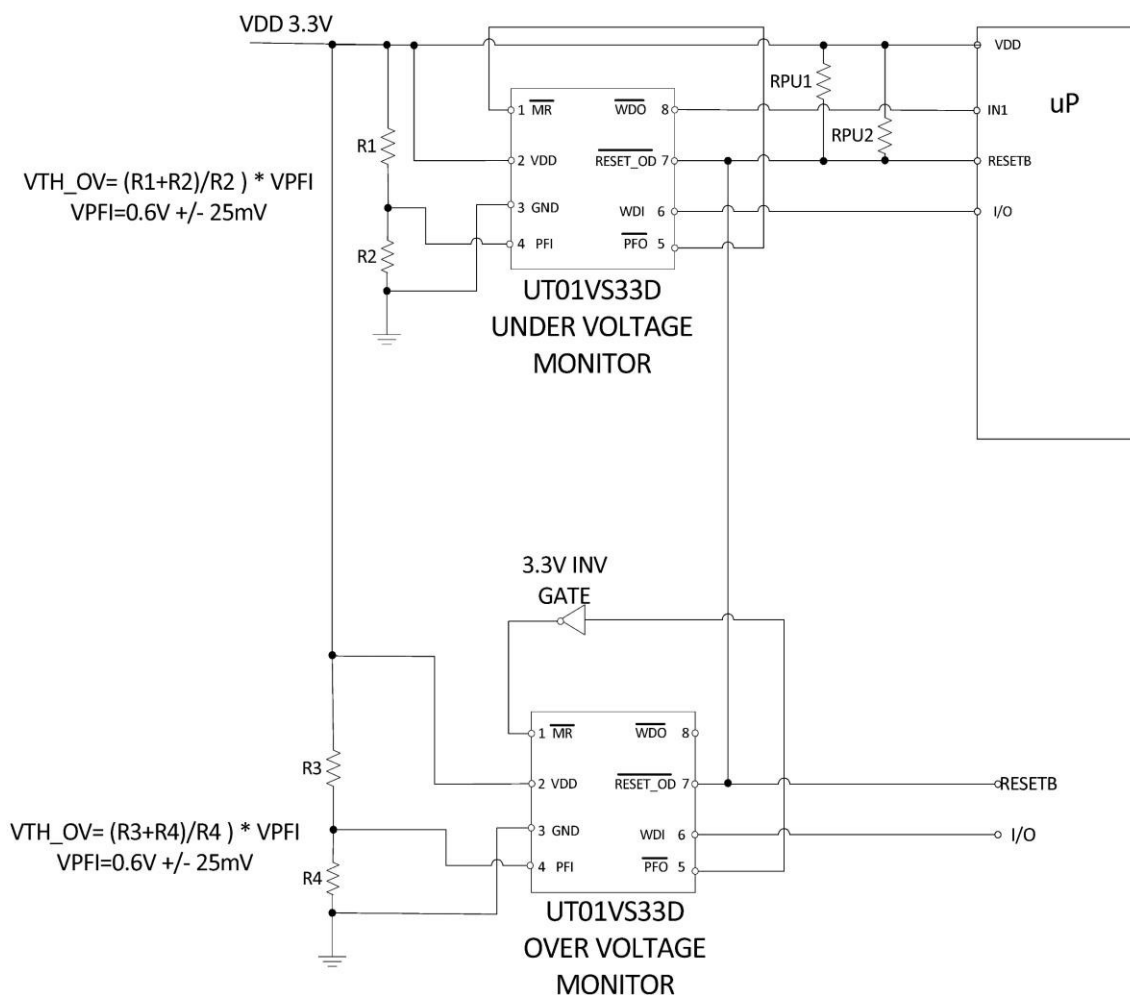 VDD 3.3V
VDD
RPU1
uP
1 MR
WDO 8
IN1
RPU2
R1
2 VDD
RESET_OD 7
RESETB
VTH_OV= (R1+R2)/R2 ) * VPFI
VPFI=0.6V +/- 25mV
3 GND
WDI 6
I/O
R2
4 PFI
PFO 5
UT01VS33D
UNDER VOLTAGE
MONITOR
3.3V INV
GATE
1 MR
WDO 8
R3
2 VDD
RESET_OD 7
RESETB
VTH_OV= (R3+R4)/R4 ) * VPFI
VPFI=0.6V +/- 25mV
3 GND
WDI 6
I/O
R4
4 PFI
PFO 5
UT01VS33D
OVER VOLTAGE
MONITOR